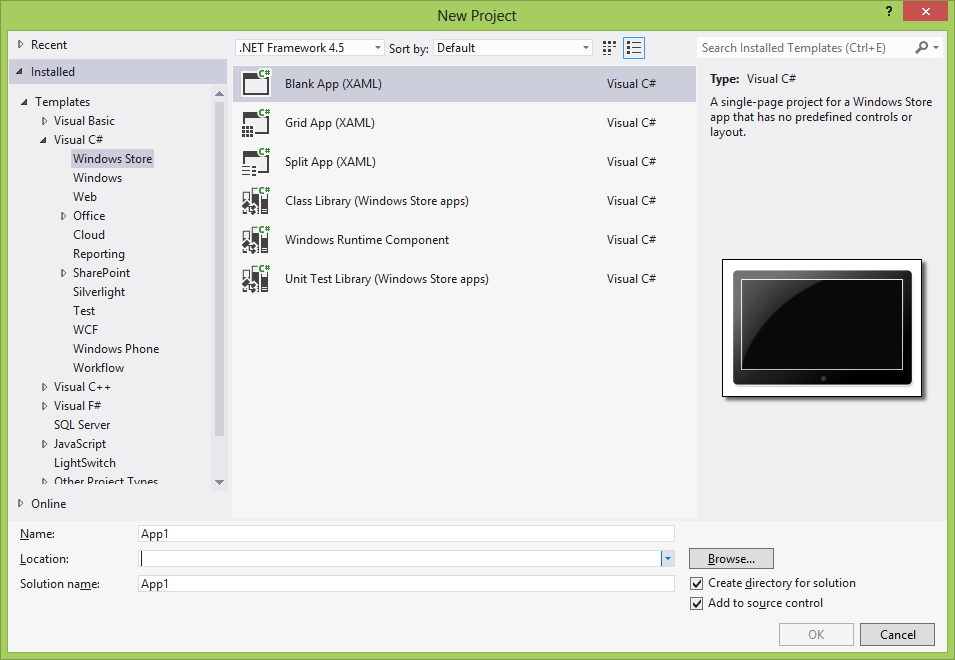 New Project
?
Recent
Installed
Templates
Visual Basic
Visual C#
Windows Store
Windows
Web
Office
Cloud
Reporting
SharePoint
Silverlight
Test
WCF
Windows Phone
Workflow
Visual C++
Visual F#
SQL Server
JavaScript
LightSwitch
Other Project Types
Online
.NET Framework 4.5 Sort by: Default
C# Blank App (XAML) Visual C#
C# Grid App (XAML) Visual C#
C# Split App (XAML) Visual C#
C# Class Library (Windows Store apps) Visual C#
C# Windows Runtime Component Visual C#
C# Unit Test Library (Windows Store apps) Visual C#
Search Installed Templates (Ctrl+E)
Type: Visual C#
A single-page project for a Windows Store
app that has no predefined controls or
layout.
Name: App1
Location:
Browse...
Solution name: App1
Create directory for solution
Add to source control
OK Cancel